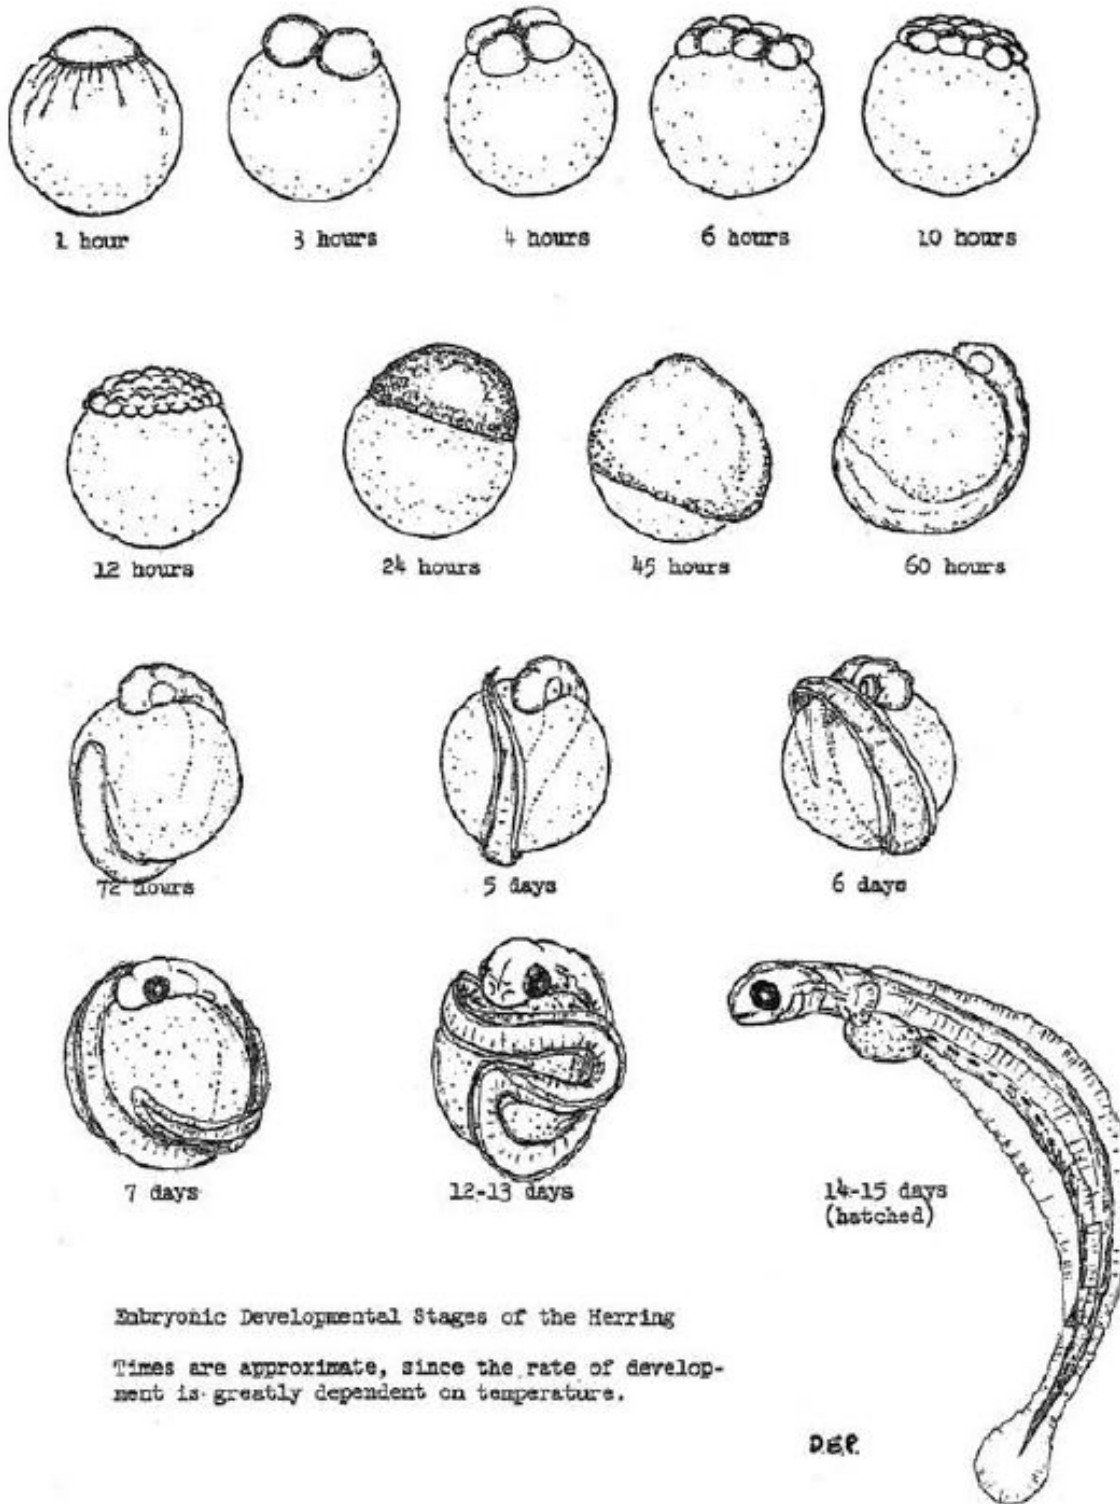 1 hour
3 hours
4 hours
6 hours
10 hours
12 hours
24 hours
45 hours
60 hours
72 hours
5 days
6 days
7 days
12-13 days
14-15 days
(hatched)
Embryonic Developmental Stages of the Herring
Times are approximate, since the rate of develop-
ment is greatly dependent on temperature.
D.E.P.